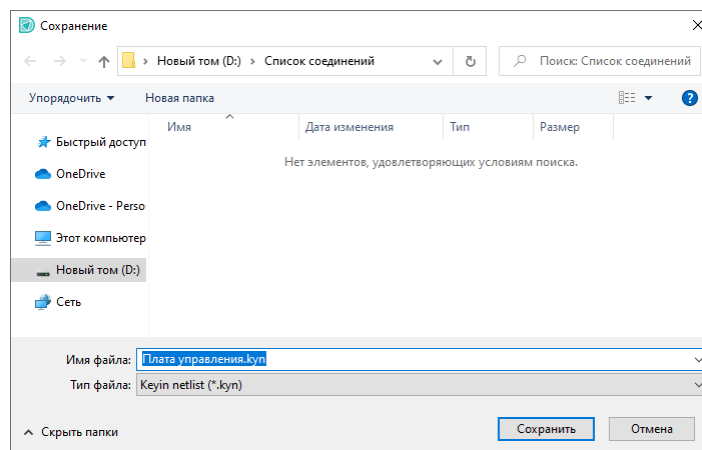 Сохранение
Новый том (D:) › Список соединений
Поиск: Список соединений
Упорядочить Новая папка
Имя Дата изменения Тип Размер
Нет элементов, удовлетворяющих условиям поиска.
Быстрый доступ
OneDrive
OneDrive - Perso
Этот компьютер
Новый том (D:)
Сеть
Имя файла: Плата управления.kyn
Тип файла: Keyin netlist (*.kyn)
Скрыть папки
Сохранить Отмена